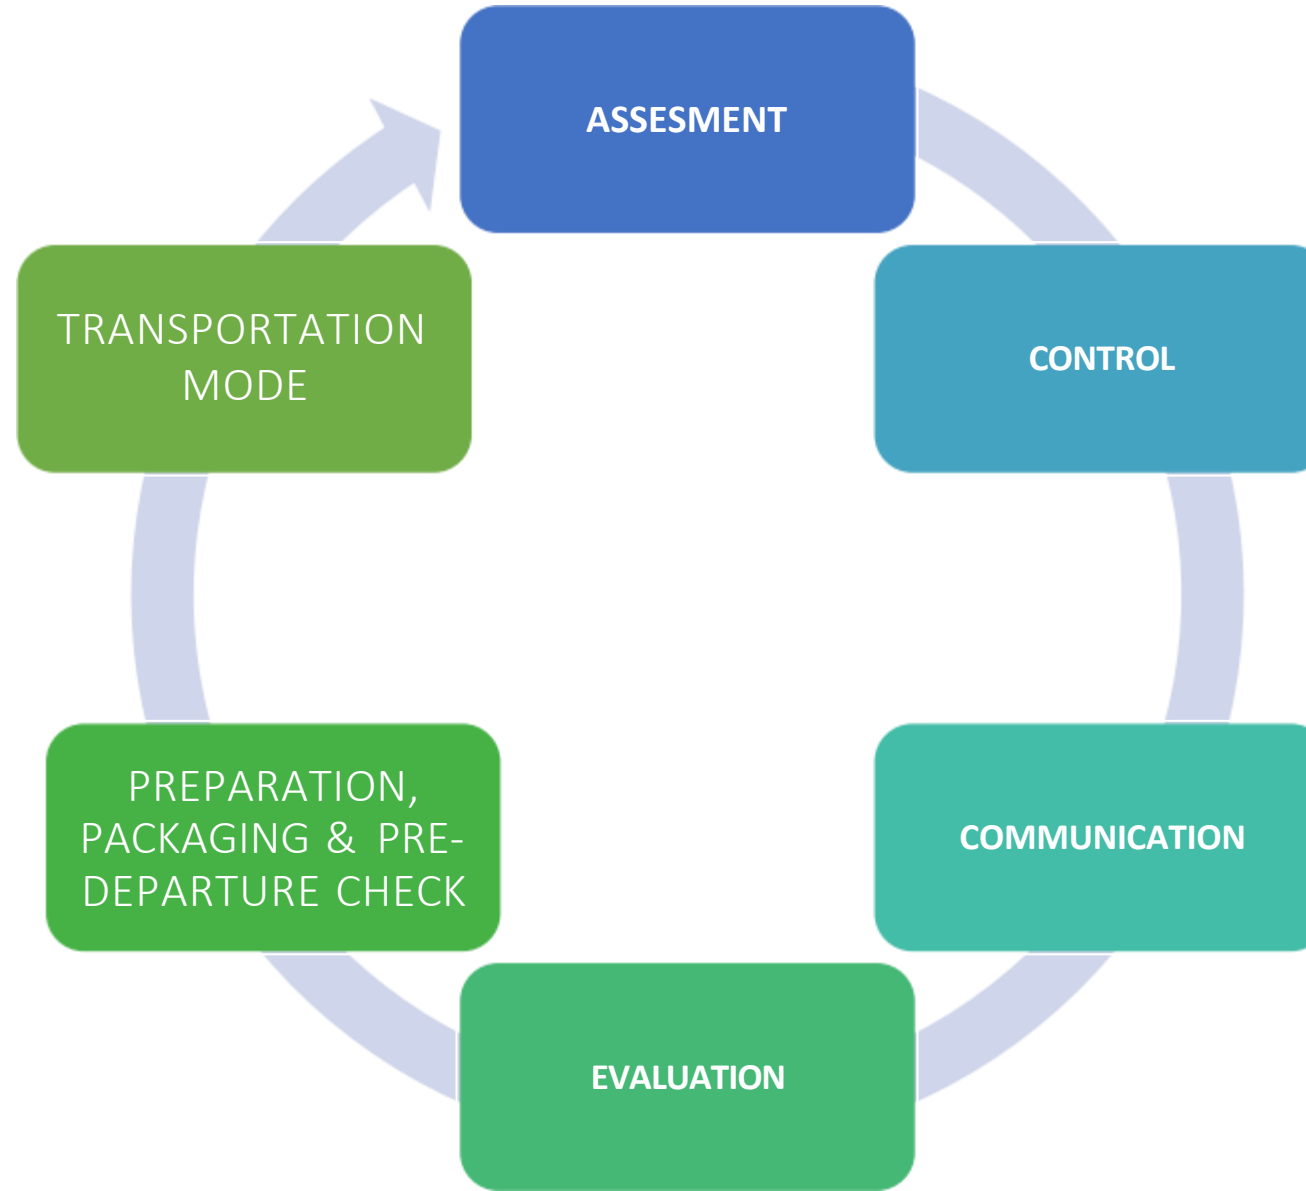 ASSESMENT
CONTROL
COMMUNICATION
EVALUATION
PREPARATION,
PACKAGING & PRE-
DEPARTURE CHECK
TRANSPORTATION
MODE